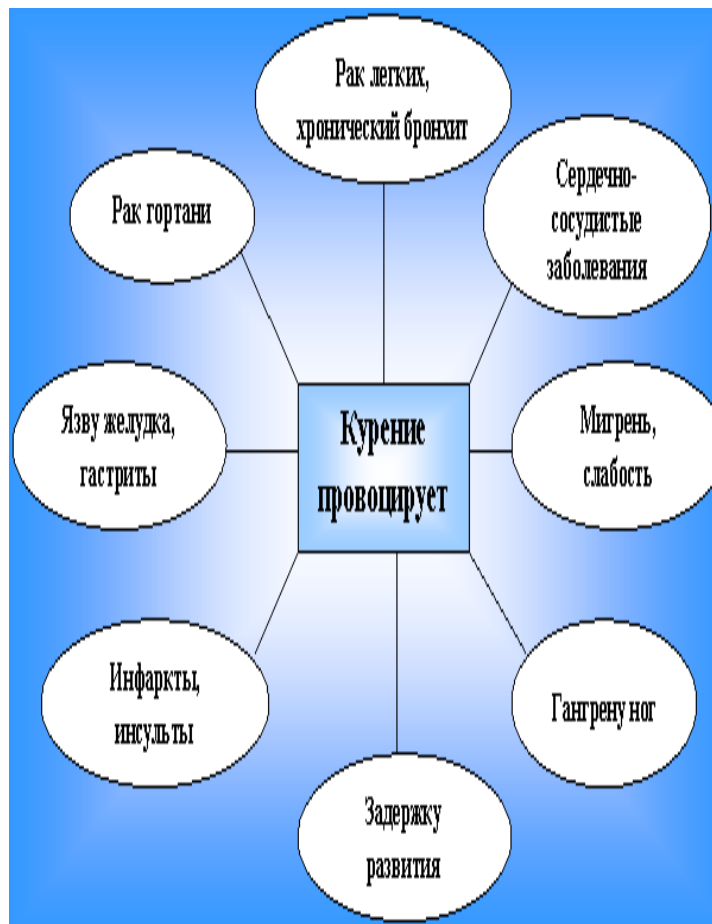 Рак легких,
хронический бронхит
Сердечно-
сосудистые
заболевания
Рак гортани
Язву желудка,
гастриты
Курение
провоцирует
Мигрень,
слабость
Инфаркты,
инсульты
Гангрену ног
Задержку
развития